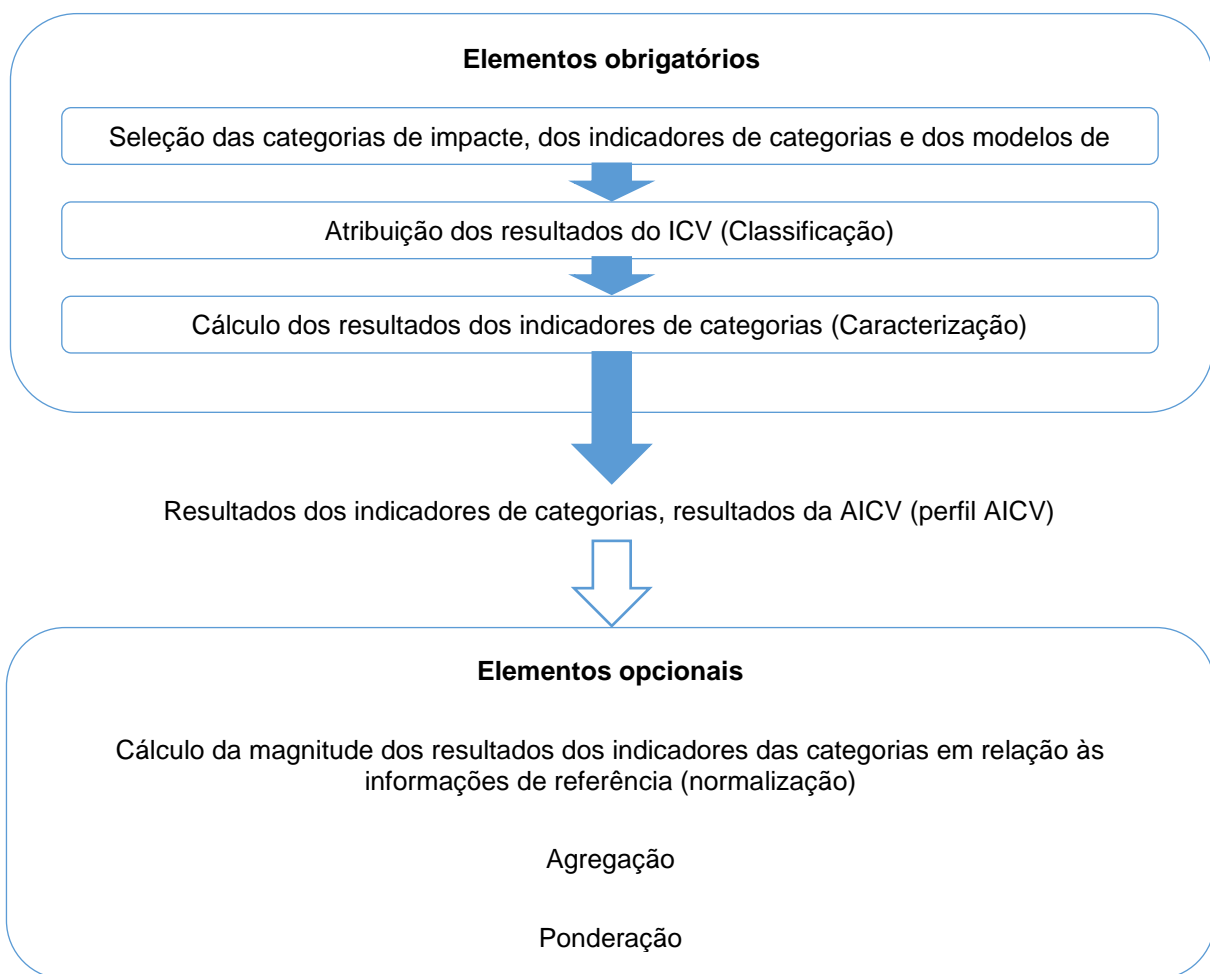 Elementos obrigatórios
Seleção das categorias de impacte, dos indicadores de categorias e dos modelos de
Atribuição dos resultados do ICV (Classificação)
Cálculo dos resultados dos indicadores de categorias (Caracterização)
Resultados dos indicadores de categorias, resultados da AICV (perfil AICV)
Elementos opcionais
Cálculo da magnitude dos resultados dos indicadores das categorias em relação às
informações de referência (normalização)
Agregação
Ponderação